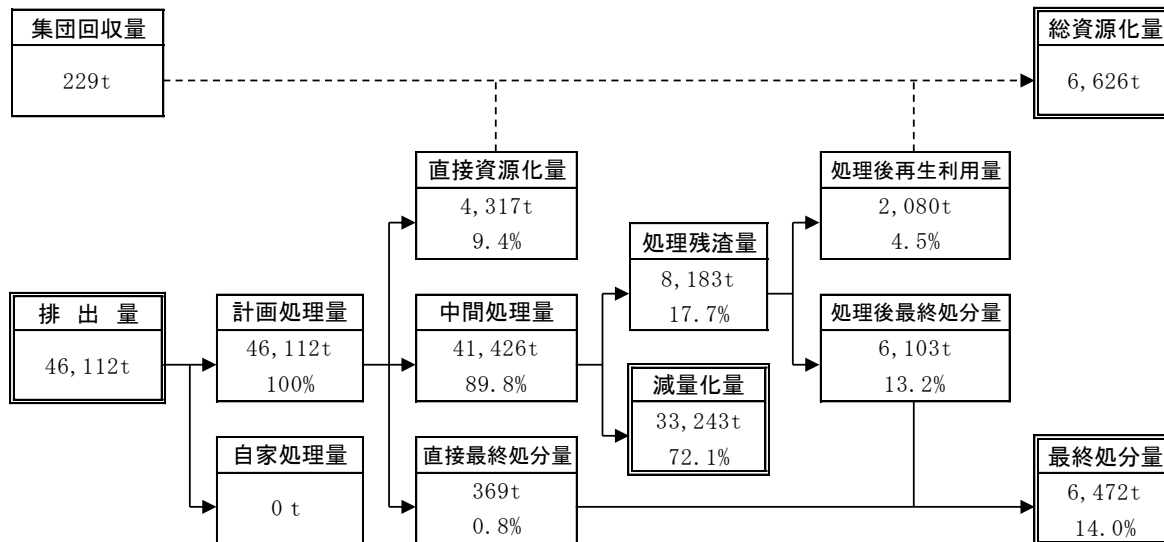 集団回収量
229t
総資源化量
6,626t
直接資源化量
4,317t
9.4%
処理後再生利用量
2,080t
4.5%
処理残渣量
8,183t
17.7%
排 出 量
46,112t
計画処理量
46,112t
100%
中間処理量
41,426t
89.8%
処理後最終処分量
6,103t
13.2%
減量化量
33,243t
72.1%
自家処理量
0 t
直接最終処分量
369t
0.8%
最終処分量
6,472t
14.0%